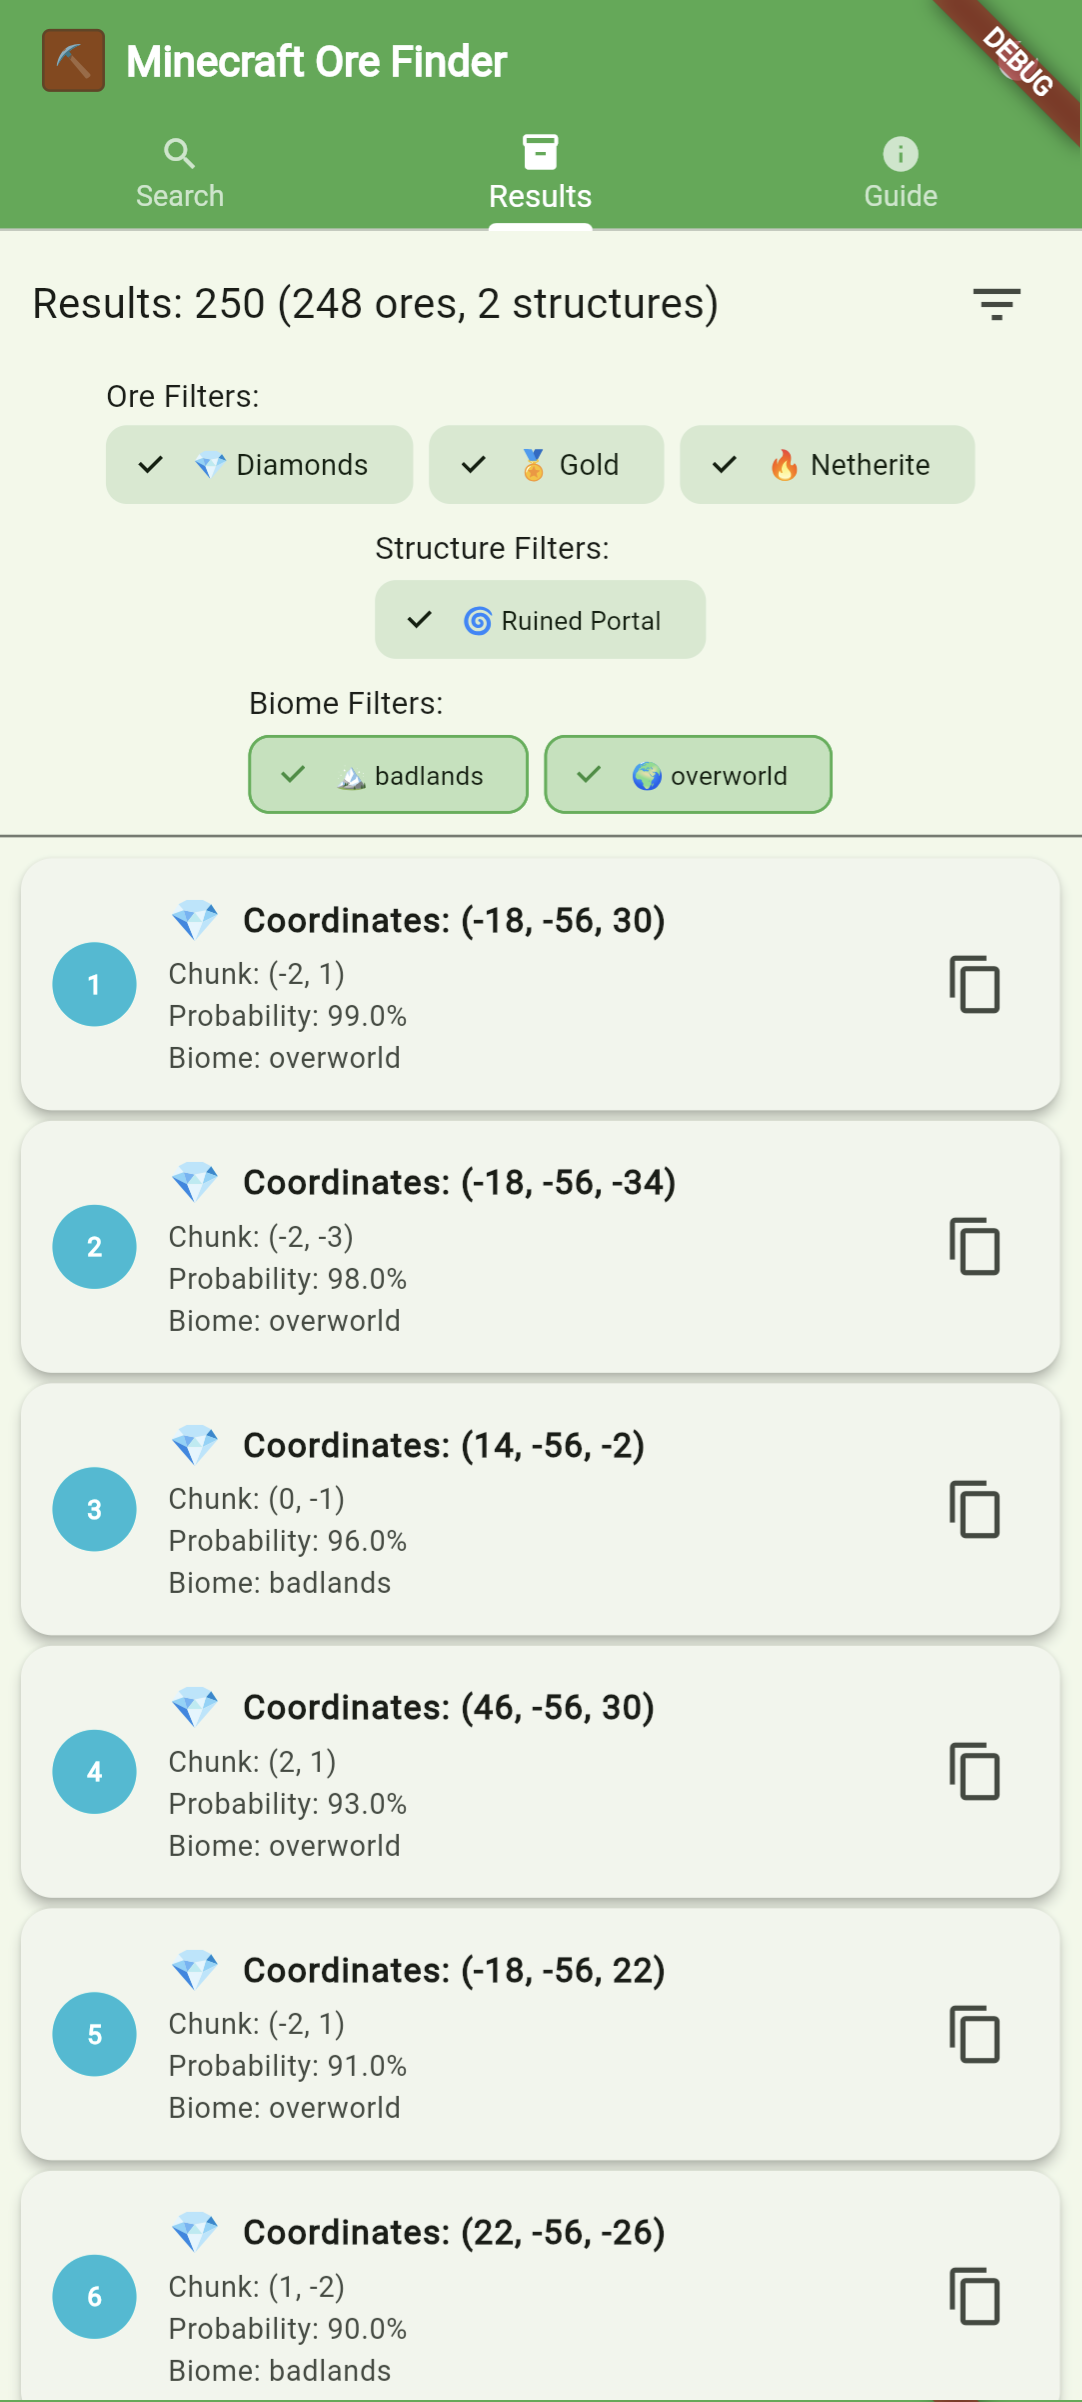 Minecraft Ore Finder
DEBUG
Search
Results
Guide
Results: 250 (248 ores, 2 structures)
Ore Filters:
💎 Diamonds
🏅 Gold
🔥 Netherite
Structure Filters:
🌀 Ruined Portal
Biome Filters:
🏔️ badlands
🌍 overworld
1
💎 Coordinates: (-18, -56, 30)
Chunk: (-2, 1)
Probability: 99.0%
Biome: overworld
2
💎 Coordinates: (-18, -56, -34)
Chunk: (-2, -3)
Probability: 98.0%
Biome: overworld
3
💎 Coordinates: (14, -56, -2)
Chunk: (0, -1)
Probability: 96.0%
Biome: badlands
4
💎 Coordinates: (46, -56, 30)
Chunk: (2, 1)
Probability: 93.0%
Biome: overworld
5
💎 Coordinates: (-18, -56, 22)
Chunk: (-2, 1)
Probability: 91.0%
Biome: overworld
6
💎 Coordinates: (22, -56, -26)
Chunk: (1, -2)
Probability: 90.0%
Biome: badlands